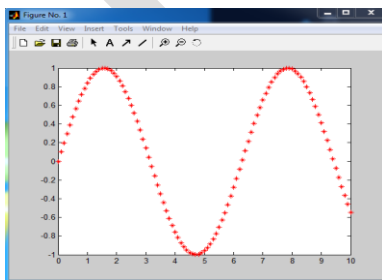 Figure No. 1
File Edit View Insert Tools Window Help
A
1
0.8
0.6
0.4
0.2
0
-0.2
-0.4
-0.6
-0.8
-1
0 1 2 3 4 5 6 7 8 9 10